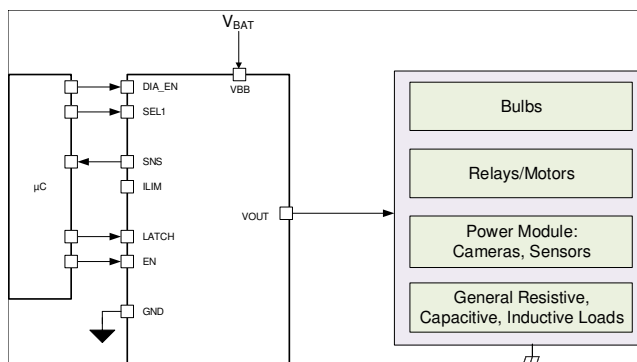 VBAT
DIA_EN
VBB
SEL1
Bulbs
SNS
µC
ILIM
Relays/Motors
VOUT
LATCH
Power Module:
Cameras, Sensors
EN
GND
General Resistive,
Capacitive, Inductive Loads